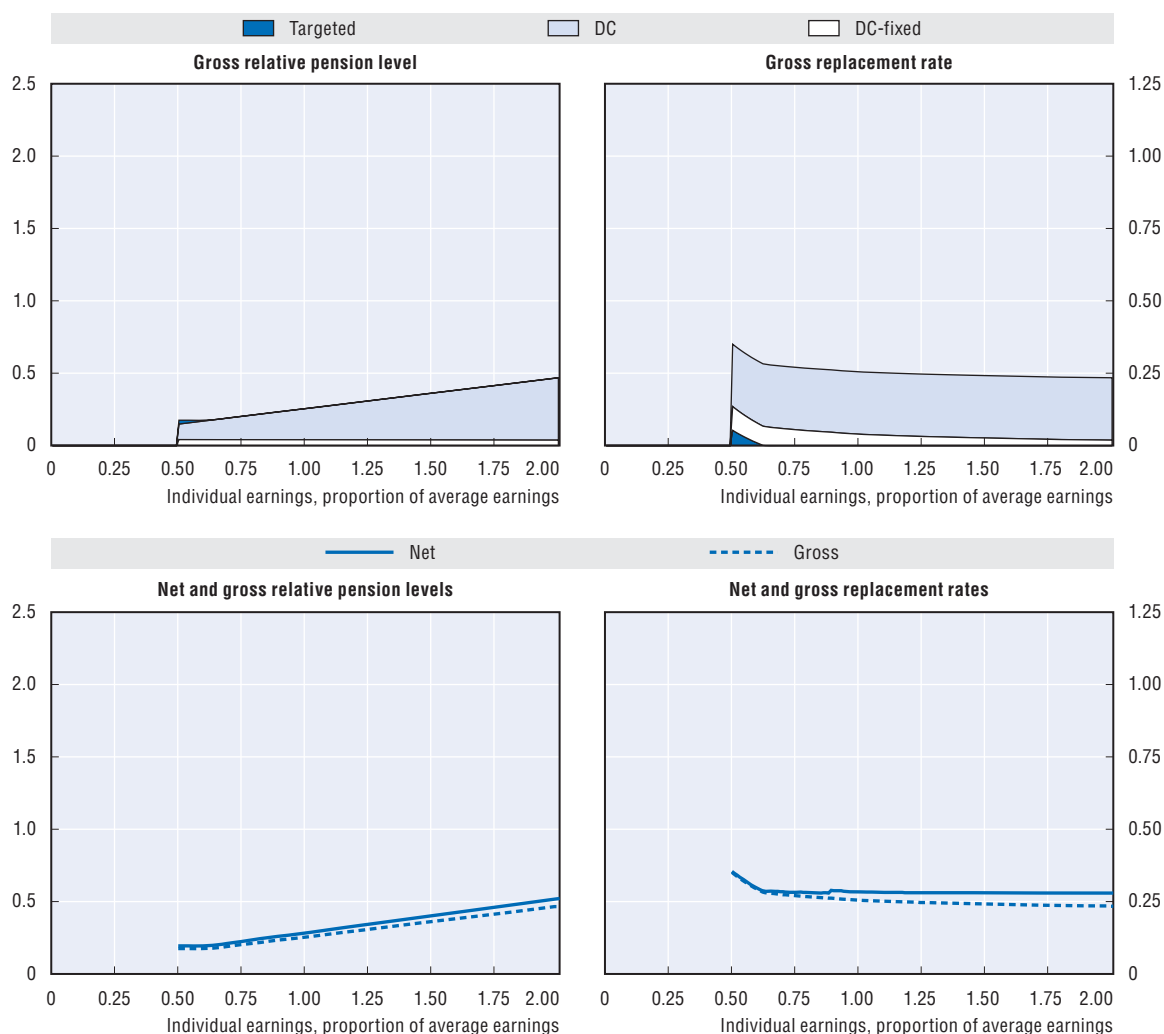 Targeted DC DC-fixed
Gross relative pension level Gross replacement rate
2.5 1.25
2.0 1.00
1.5 0.75
1.0 0.50
0.5 0.25
0 0
0 0.25 0.50 0.75 1.00 1.25 1.50 1.75 2.00 0 0.25 0.50 0.75 1.00 1.25 1.50 1.75 2.00
Individual earnings, proportion of average earnings Individual earnings, proportion of average earnings
Net Gross
Net and gross relative pension levels Net and gross replacement rates
2.5 1.25
2.0 1.00
1.5 0.75
1.0 0.50
0.5 0.25
0 0
0 0.25 0.50 0.75 1.00 1.25 1.50 1.75 2.00 0 0.25 0.50 0.75 1.00 1.25 1.50 1.75 2.00
Individual earnings, proportion of average earnings Individual earnings, proportion of average earnings